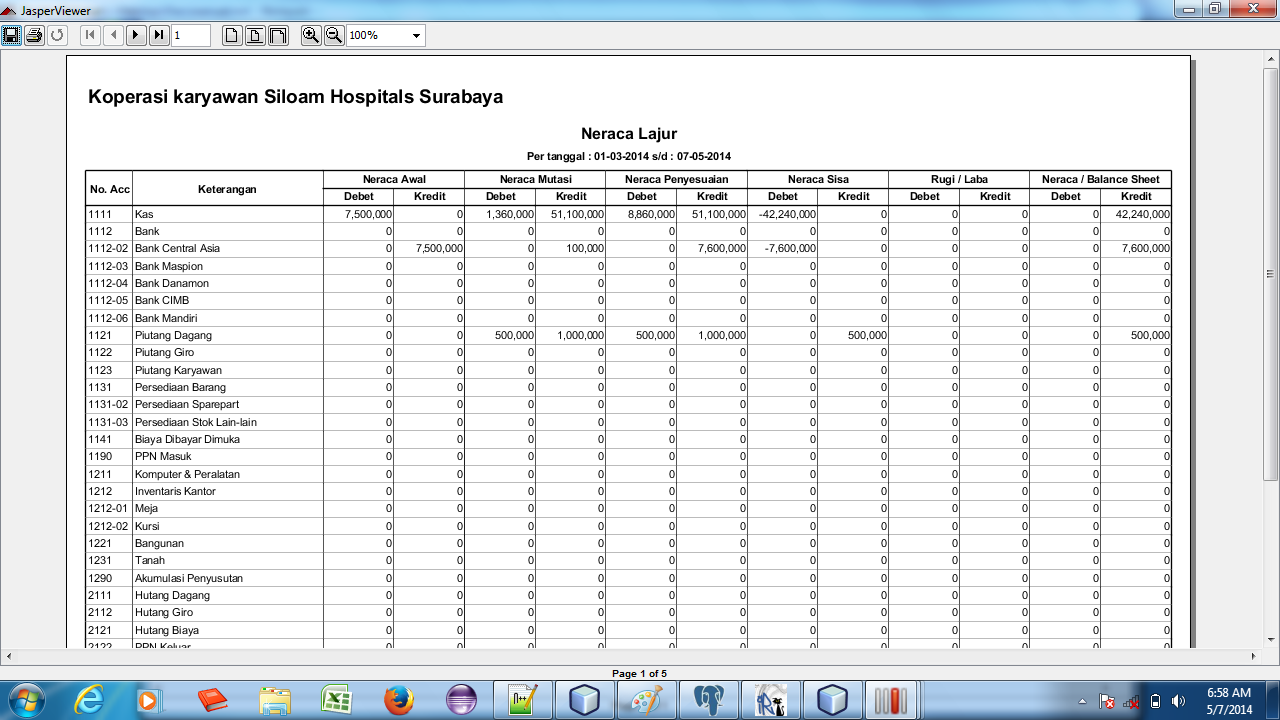 JasperViewer
1
100%
Koperasi karyawan Siloam Hospitals Surabaya
Neraca Lajur
Per tanggal : 01-03-2014 s/d : 07-05-2014
No. Acc Keterangan Neraca Awal Neraca Mutasi Neraca Penyesuaian Neraca Sisa Rugi / Laba Neraca / Balance Sheet
Debet Kredit Debet Kredit Debet Kredit Debet Kredit Debet Kredit Debet Kredit
1111 Kas 7,500,000 0 1,360,000 51,100,000 8,860,000 51,100,000 -42,240,000 0 0 0 0 42,240,000
1112 Bank 0 0 0 0 0 0 0 0 0 0 0 0
1112-02 Bank Central Asia 0 7,500,000 0 100,000 0 7,600,000 -7,600,000 0 0 0 0 7,600,000
1112-03 Bank Maspion 0 0 0 0 0 0 0 0 0 0 0 0
1112-04 Bank Danamon 0 0 0 0 0 0 0 0 0 0 0 0
1112-05 Bank CIMB 0 0 0 0 0 0 0 0 0 0 0 0
1112-06 Bank Mandiri 0 0 0 0 0 0 0 0 0 0 0 0
1121 Piutang Dagang 0 0 500,000 1,000,000 500,000 1,000,000 0 500,000 0 0 0 500,000
1122 Piutang Giro 0 0 0 0 0 0 0 0 0 0 0 0
1123 Piutang Karyawan 0 0 0 0 0 0 0 0 0 0 0 0
1131 Persediaan Barang 0 0 0 0 0 0 0 0 0 0 0 0
1131-02 Persediaan Sparepart 0 0 0 0 0 0 0 0 0 0 0 0
1131-03 Persediaan Stok Lain-lain 0 0 0 0 0 0 0 0 0 0 0 0
1141 Biaya Dibayar Dimuka 0 0 0 0 0 0 0 0 0 0 0 0
1190 PPN Masuk 0 0 0 0 0 0 0 0 0 0 0 0
1211 Komputer & Peralatan 0 0 0 0 0 0 0 0 0 0 0 0
1212 Inventaris Kantor 0 0 0 0 0 0 0 0 0 0 0 0
1212-01 Meja 0 0 0 0 0 0 0 0 0 0 0 0
1212-02 Kursi 0 0 0 0 0 0 0 0 0 0 0 0
1221 Bangunan 0 0 0 0 0 0 0 0 0 0 0 0
1231 Tanah 0 0 0 0 0 0 0 0 0 0 0 0
1290 Akumulasi Penyusutan 0 0 0 0 0 0 0 0 0 0 0 0
2111 Hutang Dagang 0 0 0 0 0 0 0 0 0 0 0 0
2112 Hutang Giro 0 0 0 0 0 0 0 0 0 0 0 0
2121 Hutang Biaya 0 0 0 0 0 0 0 0 0 0 0 0
2122 PPN Keluar 0 0 0 0 0 0 0 0 0 0 0 0
Page 1 of 5
6:58 AM
5/7/2014